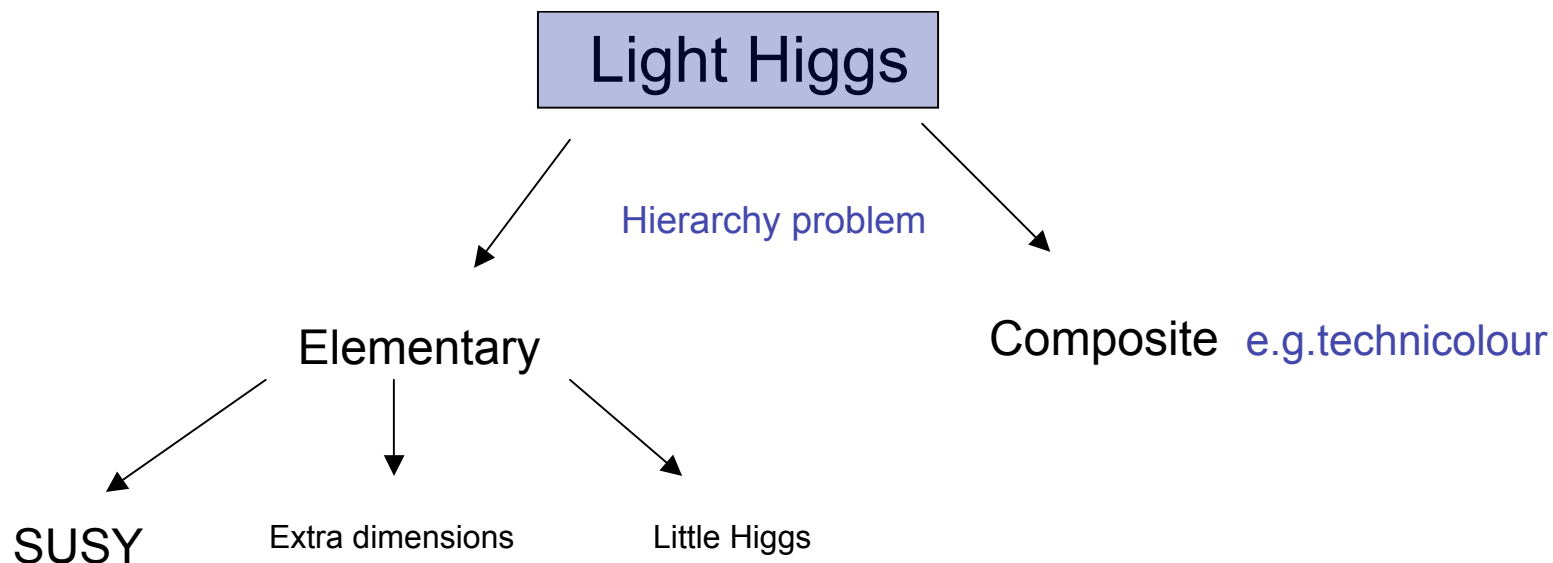 Light Higgs
Hierarchy problem
Elementary
Composite e.g.technicolour
SUSY
Extra dimensions
Little Higgs